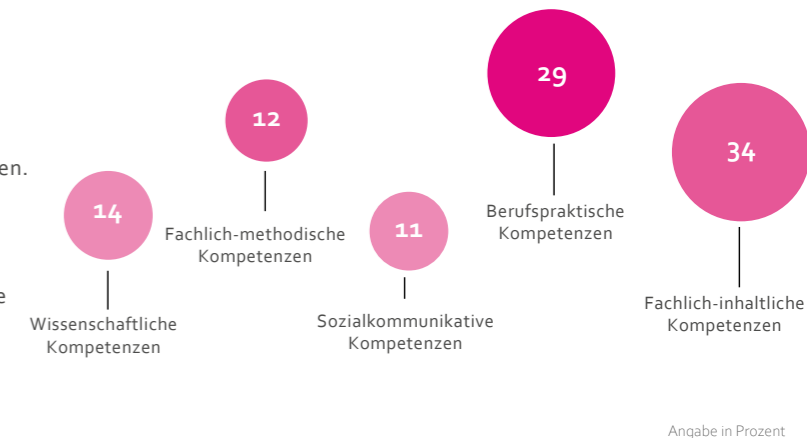 en.
e
14
Wissenschaftliche
Kompetenzen
12
Fachlich-methodische
Kompetenzen
11
Sozialkommunikative
Kompetenzen
29
Berufspraktische
Kompetenzen
34
Fachlich-inhaltliche
Kompetenzen
Angabe in Prozent